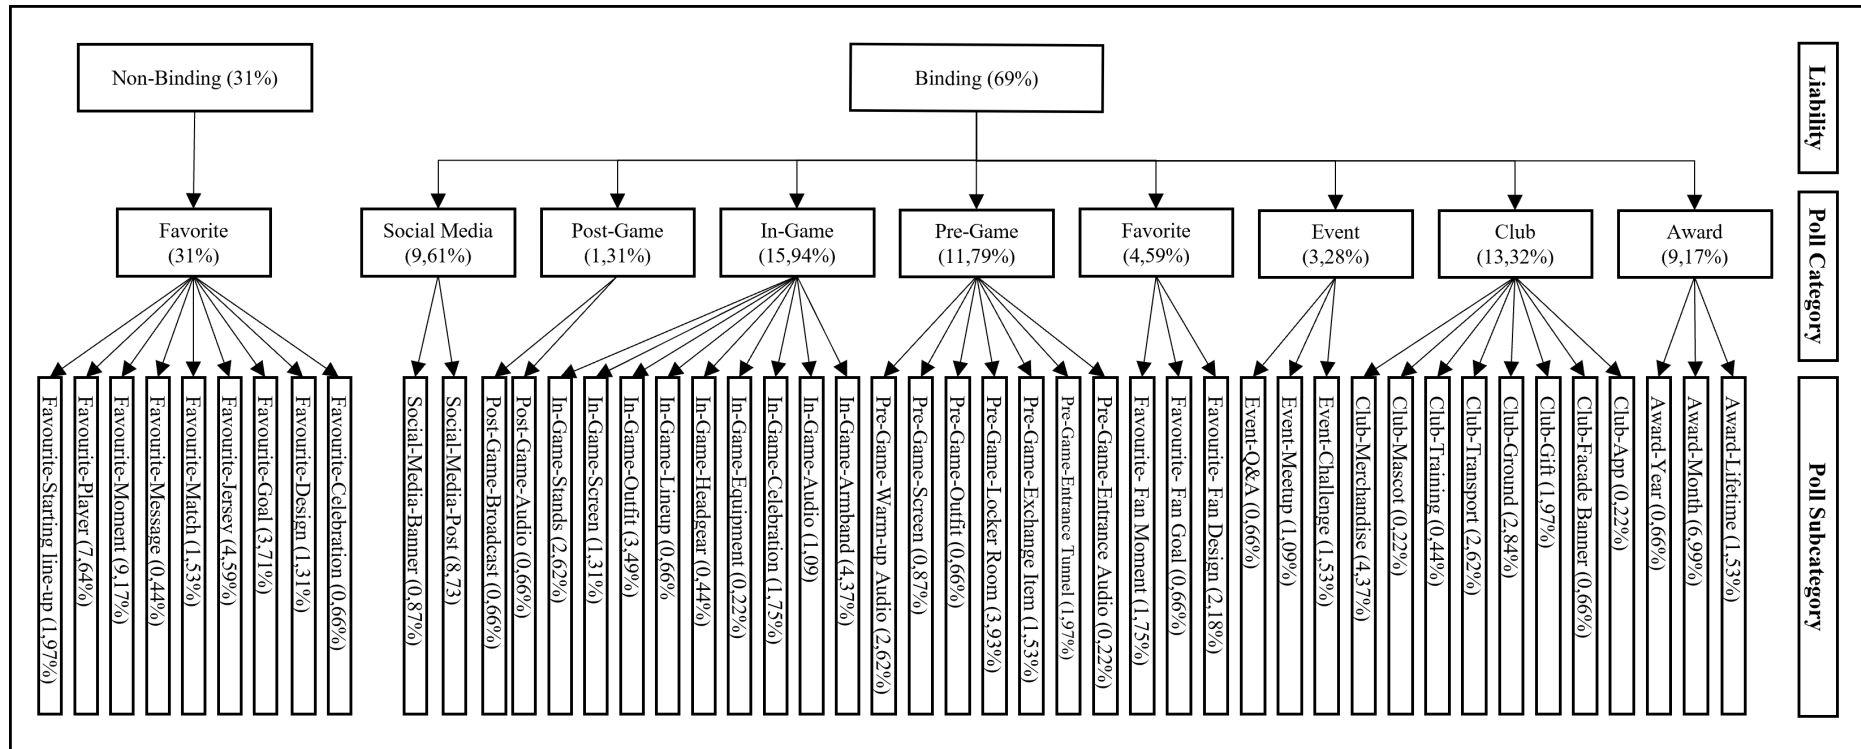 Non-Binding (31%)
Binding (69%)
Liability
Favorite
(31%)
Social Media
(9,61%)
Post-Game
(1,31%)
In-Game
(15,94%)
Pre-Game
(11,79%)
Favorite
(4,59%)
Event
(3,28%)
Club
(13,32%)
Award
(9,17%)
Poll Category
Favourite-Starting line-up (1,97%)
Favourite-Player (7,64%)
Favourite-Moment (9,17%)
Favourite-Message (0,44%)
Favourite-Match (1,53%)
Favourite-Jersey (4,59%)
Favourite-Goal (3,71%)
Favourite-Design (1,31%)
Favourite-Celebration (0,66%)
Social-Media-Banner (0,87%)
Social-Media-Post (8,73)
Post-Game-Broadcast (0,66%)
Post-Game-Audio (0,66%)
In-Game-Stands (2,62%)
In-Game-Screen (1,31%)
In-Game-Outfit (3,49%)
In-Game-Lineup (0,66%
In-Game-Headgear (0,44%)
In-Game-Equipment (0,22%)
In-Game-Celebration (1,75%)
In-Game-Audio (1,09)
In-Game-Armband (4,37%)
Pre-Game-Warm-up Audio (2,62%)
Pre-Game-Screen (0,87%)
Pre-Game-Outfit (0,66%)
Pre-Game-Locker Room (3,93%)
Pre-Game-Exchange Item (1,53%)
Pre-Game-Entrance Tunnel (1,97%)
Pre-Game-Entrance Audio (0,22%)
Favourite- Fan Moment (1,75%)
Favourite- Fan Goal (0,66%)
Favourite- Fan Design (2,18%)
Event-Q&A (0,66%)
Event-Meetup (1,09%)
Event-Challenge (1,53%)
Club-Merchandise (4,37%)
Club-Mascot (0,22%)
Club-Training (0,44%)
Club-Transport (2,62%)
Club-Ground (2,84%)
Club-Gift (1,97%)
Club-Facade Banner (0,66%)
Club-App (0,22%)
Award-Year (0,66%)
Award-Month (6,99%)
Award-Lifetime (1,53%)
Poll Subcategory